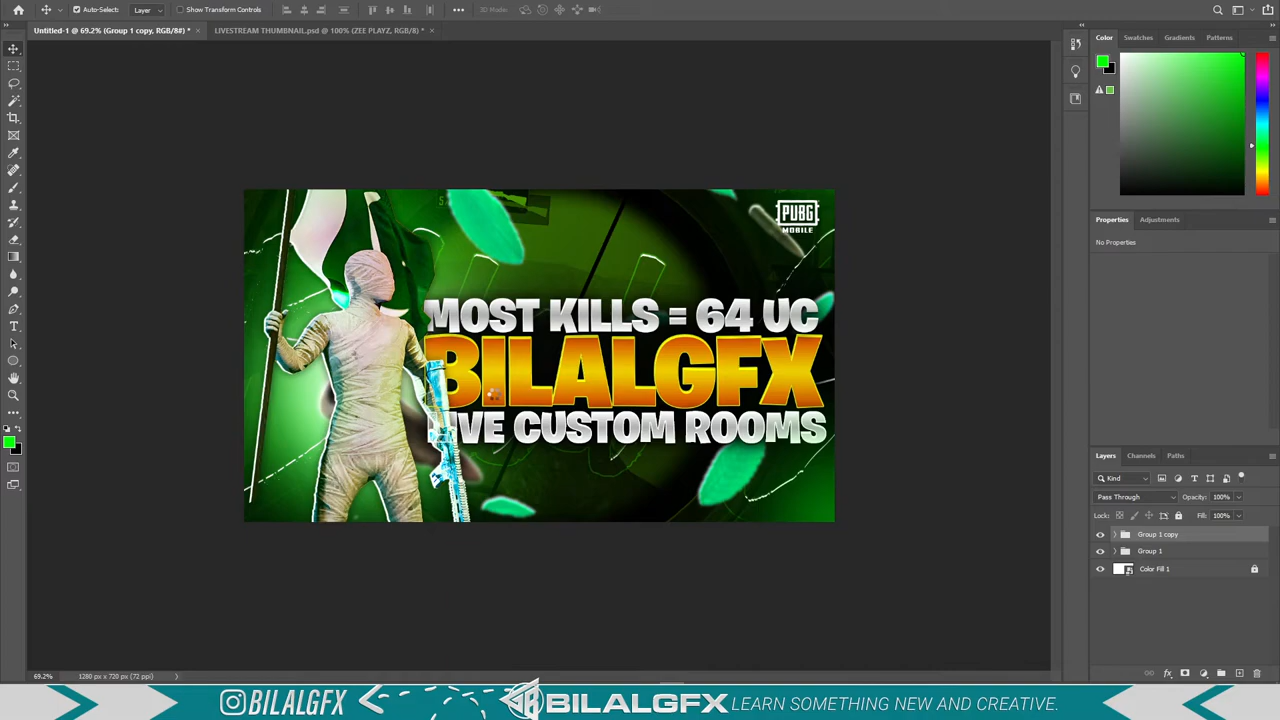 Auto-Select: Layer Show Transform Controls 3D Mode:
Untitled-1 @ 69.2% (Group 1 copy, RGB/8#) * × LIVESTREAM THUMBNAIL.psd @ 100% (ZEE PLAYZ, RGB/8) * ×
Color Swatches Gradients Patterns
Properties Adjustments
No Properties
PUBG
MOBILE
MOST KILLS = 64 UC
BILALGFX
LIVE CUSTOM ROOMS
Layers Channels Paths
Kind
Pass Through Opacity: 100%
Lock: Fill: 100%
Group 1 copy
Group 1
Color Fill 1
69.2% 1280 px x 720 px (72 ppi)
BILALGFX BILALGFX LEARN SOMETHING NEW AND CREATIVE.